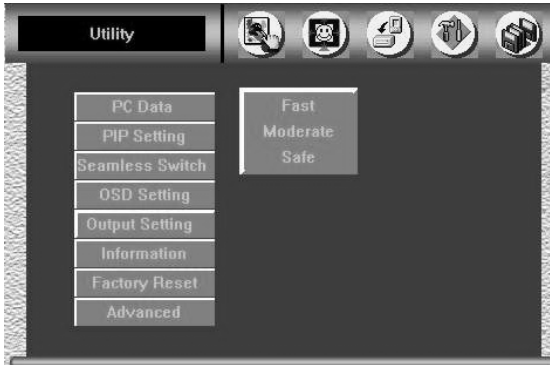 Utility
PC Data
PIP Setting
Seamless Switch
OSD Setting
Output Setting
Information
Factory Reset
Advanced
Fast
Moderate
Safe